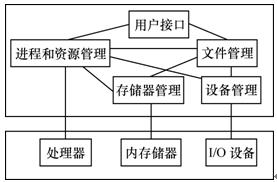 用户接口
进程和资源管理
文件管理
存储器管理
设备管理
处理器
内存储器
I/O 设备